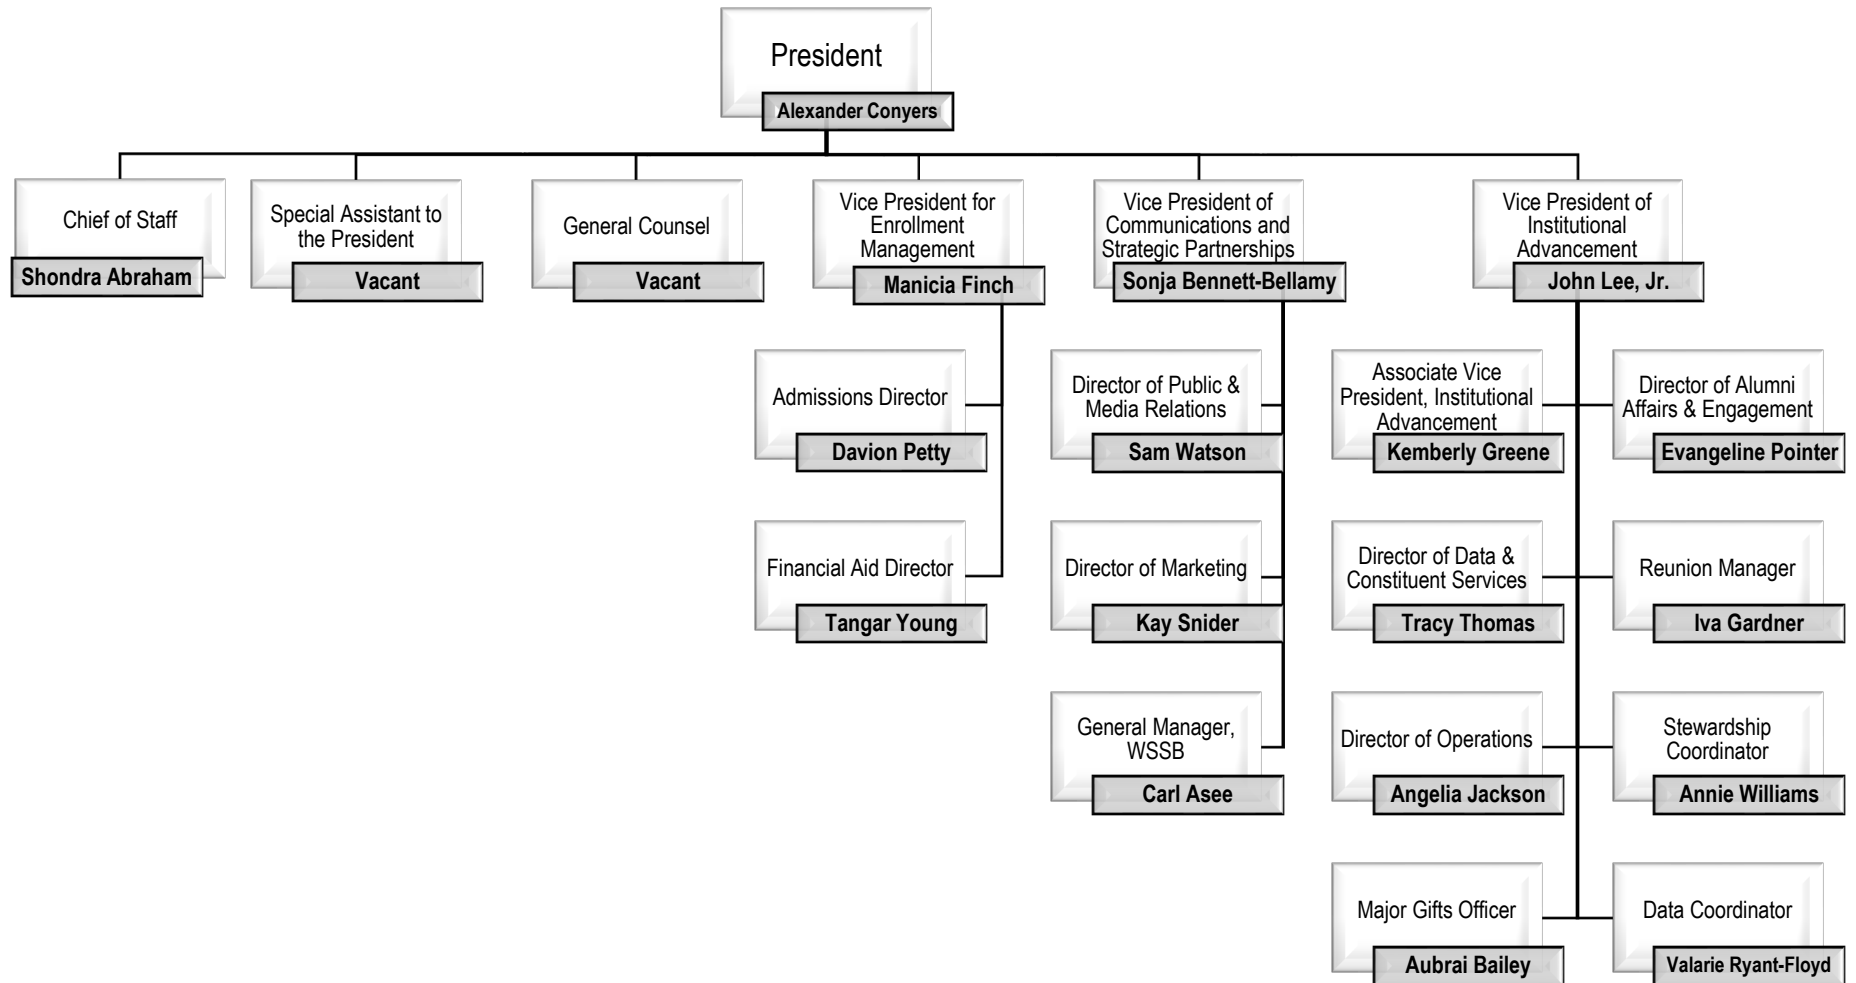 President
Alexander Conyers
Chief of Staff
Shondra Abraham
Special Assistant to
the President
Vacant
General Counsel
Vacant
Vice President for
Enrollment
Management
Manicia Finch
Vice President of
Communications and
Strategic Partnerships
Sonja Bennett-Bellamy
Vice President of
Institutional
Advancement
John Lee, Jr.
Admissions Director
Davion Petty
Director of Public &
Media Relations
Sam Watson
Associate Vice
President, Institutional
Advancement
Kemberly Greene
Director of Alumni
Affairs & Engagement
Evangeline Pointer
Financial Aid Director
Tangar Young
Director of Marketing
Kay Snider
Director of Data &
Constituent Services
Tracy Thomas
Reunion Manager
Iva Gardner
General Manager,
WSSB
Carl Asee
Director of Operations
Angelia Jackson
Stewardship
Coordinator
Annie Williams
Major Gifts Officer
Aubrai Bailey
Data Coordinator
Valarie Ryant-Floyd